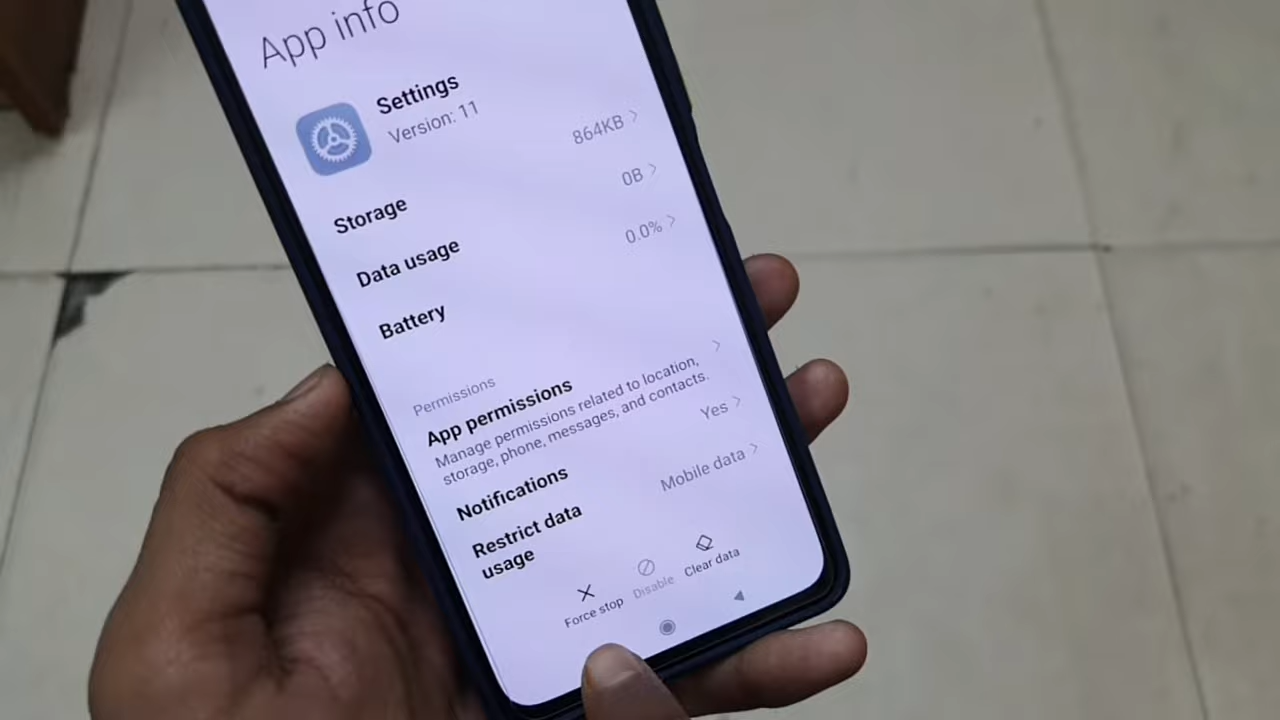 App info
Settings
Version: 11
Storage 864KB
Data usage 0B
Battery 0.0%
Permissions
App permissions
Manage permissions related to location,
storage, phone, messages, and contacts.
Notifications Yes
Restrict data
usage Mobile data
Force stop Disable Clear data